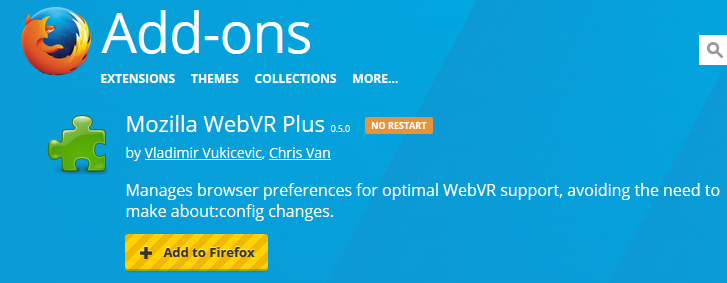 Add-ons
EXTENSIONS THEMES COLLECTIONS MORE...
Mozilla WebVR Plus 0.5.0 NO RESTART
by Vladimir Vukicevic, Chris Van
Manages browser preferences for optimal WebVR support, avoiding the need to
make about:config changes.
+ Add to Firefox